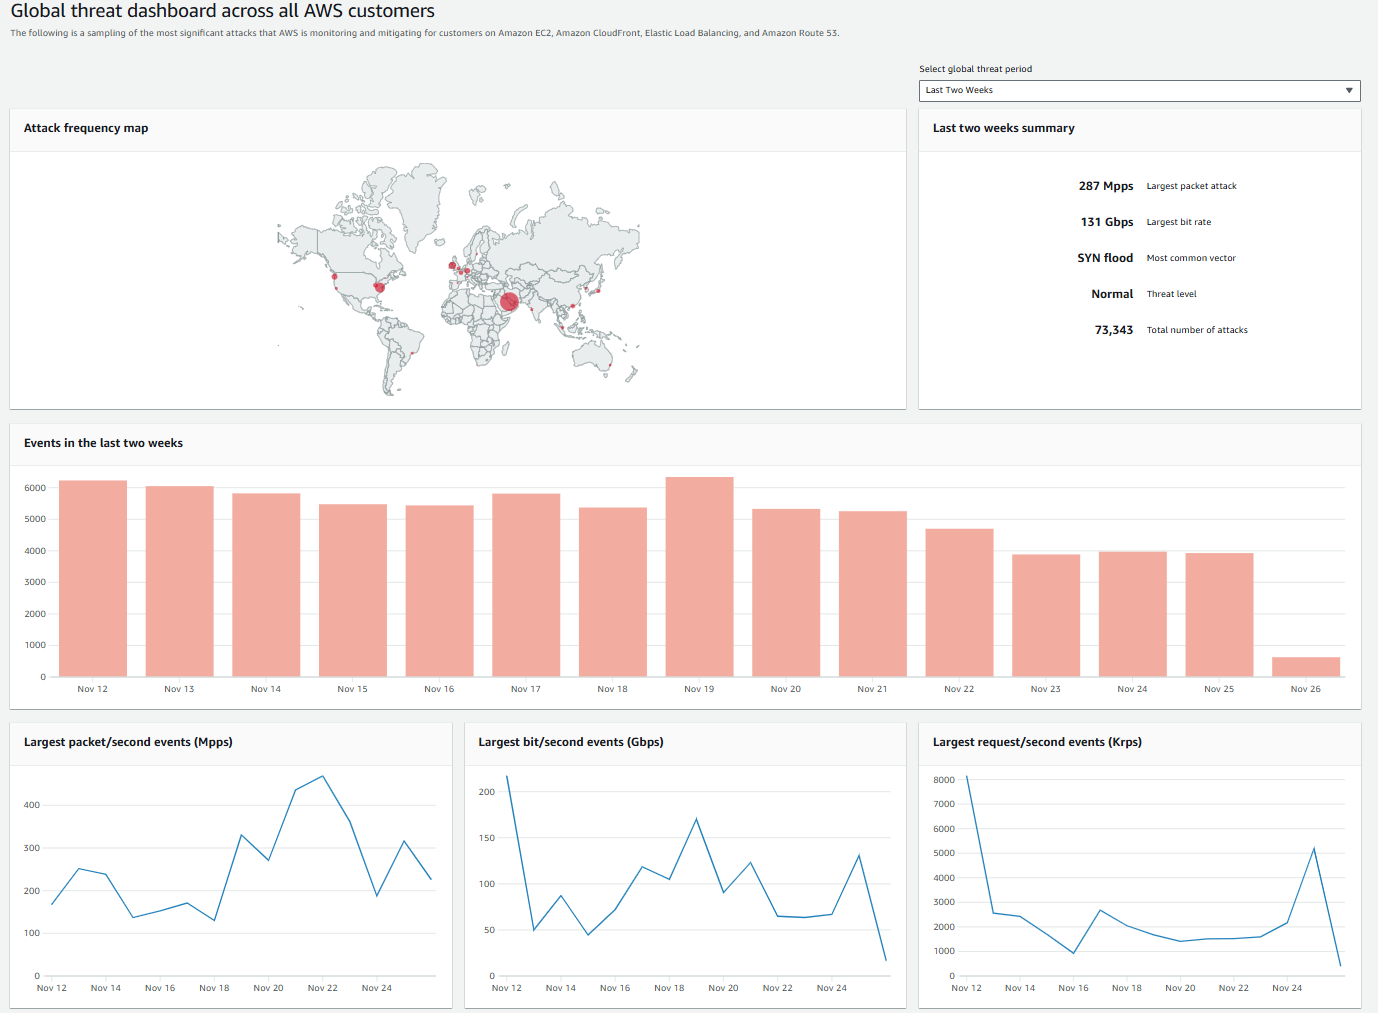 Global threat dashboard across all AWS customers
The following is a sampling of the most significant attacks that AWS is monitoring and mitigating for customers on Amazon EC2, Amazon CloudFront, Elastic Load Balancing, and Amazon Route 53.
Select global threat period
Last Two Weeks
Attack frequency map
Last two weeks summary
287 Mpps Largest packet attack
131 Gbps Largest bit rate
SYN flood Most common vector
Normal Threat level
73,343 Total number of attacks
Events in the last two weeks
6000
5000
4000
3000
2000
1000
0
Nov 12 Nov 13 Nov 14 Nov 15 Nov 16 Nov 17 Nov 18 Nov 19 Nov 20 Nov 21 Nov 22 Nov 23 Nov 24 Nov 25 Nov 26
Largest packet/second events (Mpps)
400
300
200
100
0
Nov 12 Nov 14 Nov 16 Nov 18 Nov 20 Nov 22 Nov 24
Largest bit/second events (Gbps)
200
150
100
50
0
Nov 12 Nov 14 Nov 16 Nov 18 Nov 20 Nov 22 Nov 24
Largest request/second events (Krps)
8000
7000
6000
5000
4000
3000
2000
1000
0
Nov 12 Nov 14 Nov 16 Nov 18 Nov 20 Nov 22 Nov 24